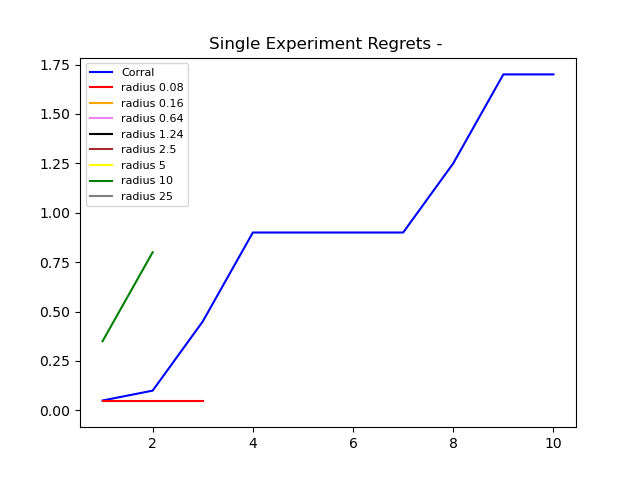 Single Experiment Regrets -
Corral
radius 0.08
radius 0.16
radius 0.64
radius 1.24
radius 2.5
radius 5
radius 10
radius 25
1.75
1.50
1.25
1.00
0.75
0.50
0.25
0.00
2 4 6 8 10